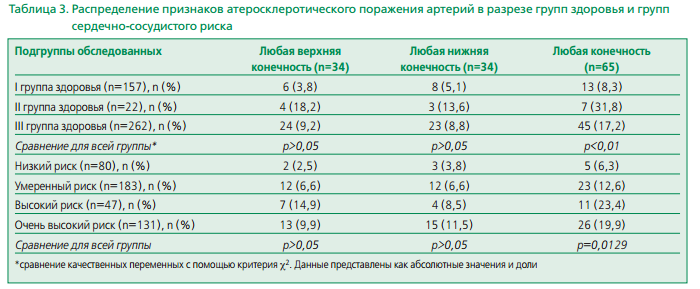 Таблица 3. Распределение признаков атеросклеротического поражения артерий в разрезе групп здоровья и групп
сердечно-сосудистого риска
Подгруппы обследованных Любая верхняя конечность (n=34) Любая нижняя конечность (n=34) Любая конечность (n=65)
I группа здоровья (n=157), n (%) 6 (3,8) 8 (5,1) 13 (8,3)
II группа здоровья (n=22), n (%) 4 (18,2) 3 (13,6) 7 (31,8)
III группа здоровья (n=262), n (%) 24 (9,2) 23 (8,8) 45 (17,2)
Сравнение для всей группы* p>0,05 p>0,05 p<0,01
Низкий риск (n=80), n (%) 2 (2,5) 3 (3,8) 5 (6,3)
Умеренный риск (n=183), n (%) 12 (6,6) 12 (6,6) 23 (12,6)
Высокий риск (n=47), n (%) 7 (14,9) 4 (8,5) 11 (23,4)
Очень высокий риск (n=131), n (%) 13 (9,9) 15 (11,5) 26 (19,9)
Сравнение для всей группы p>0,05 p>0,05 p=0,0129
*сравнение качественных переменных с помощью критерия χ2. Данные представлены как абсолютные значения и доли